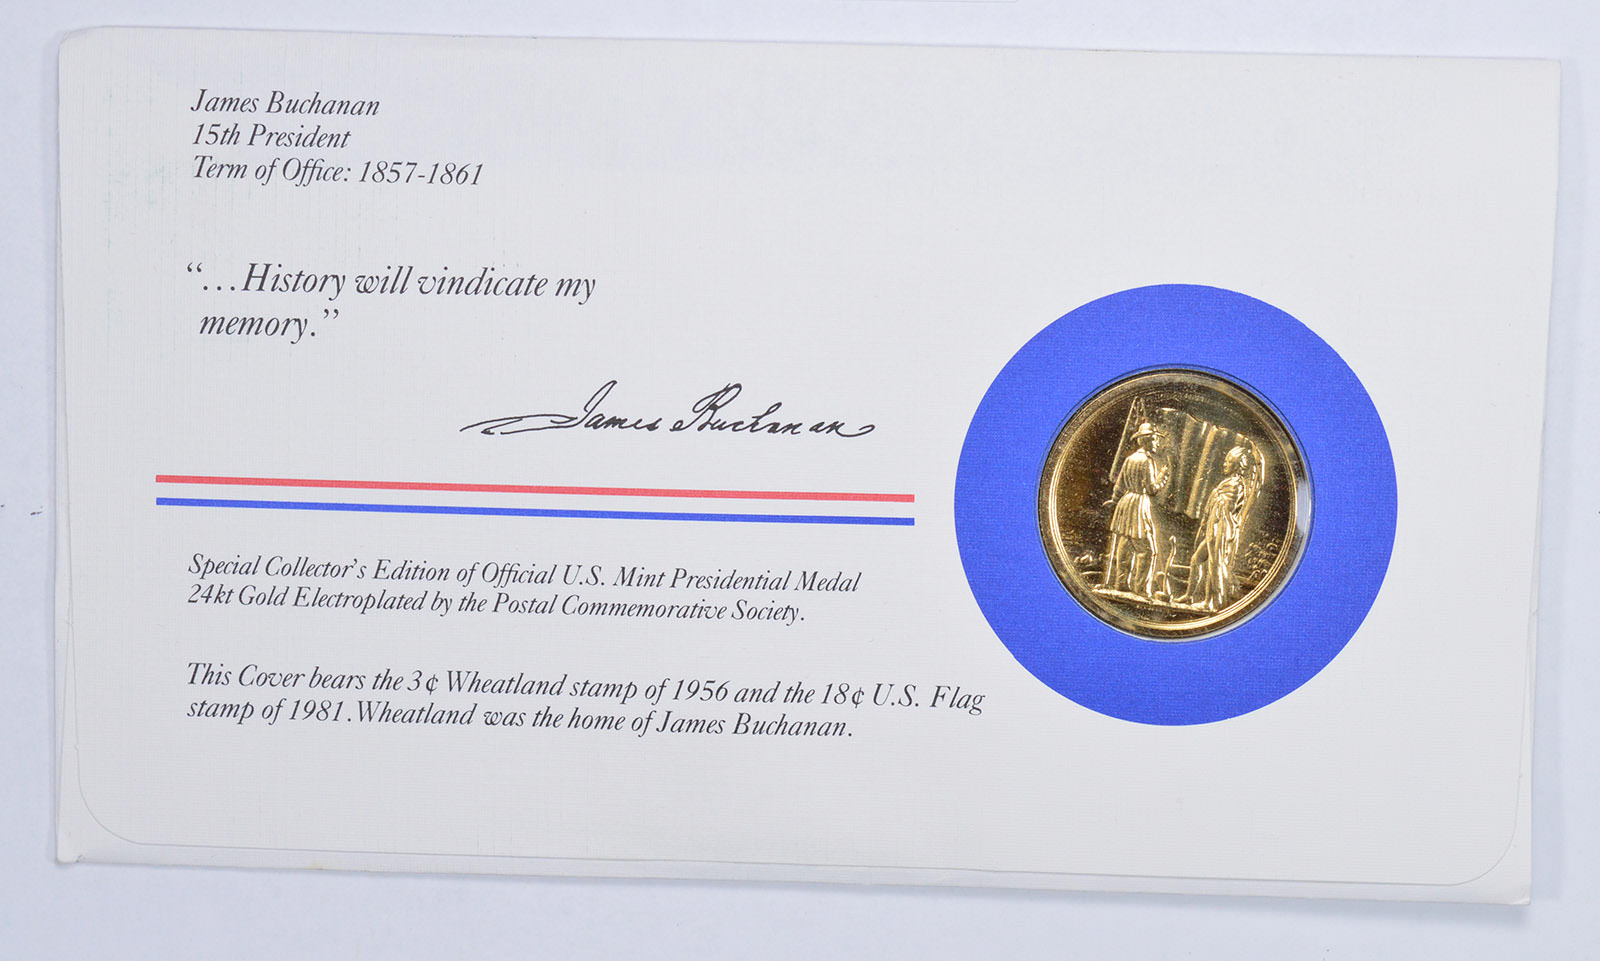 James Buchanan
15th President
Term of Office: 1857-1861
“...History will vindicate my
memory.”
James Buchanan
Special Collector's Edition of Official U.S. Mint Presidential Medal
24kt Gold Electroplated by the Postal Commemorative Society.
This Cover bears the 3¢ Wheatland stamp of 1956 and the 18¢ U.S. Flag
stamp of 1981. Wheatland was the home of James Buchanan.